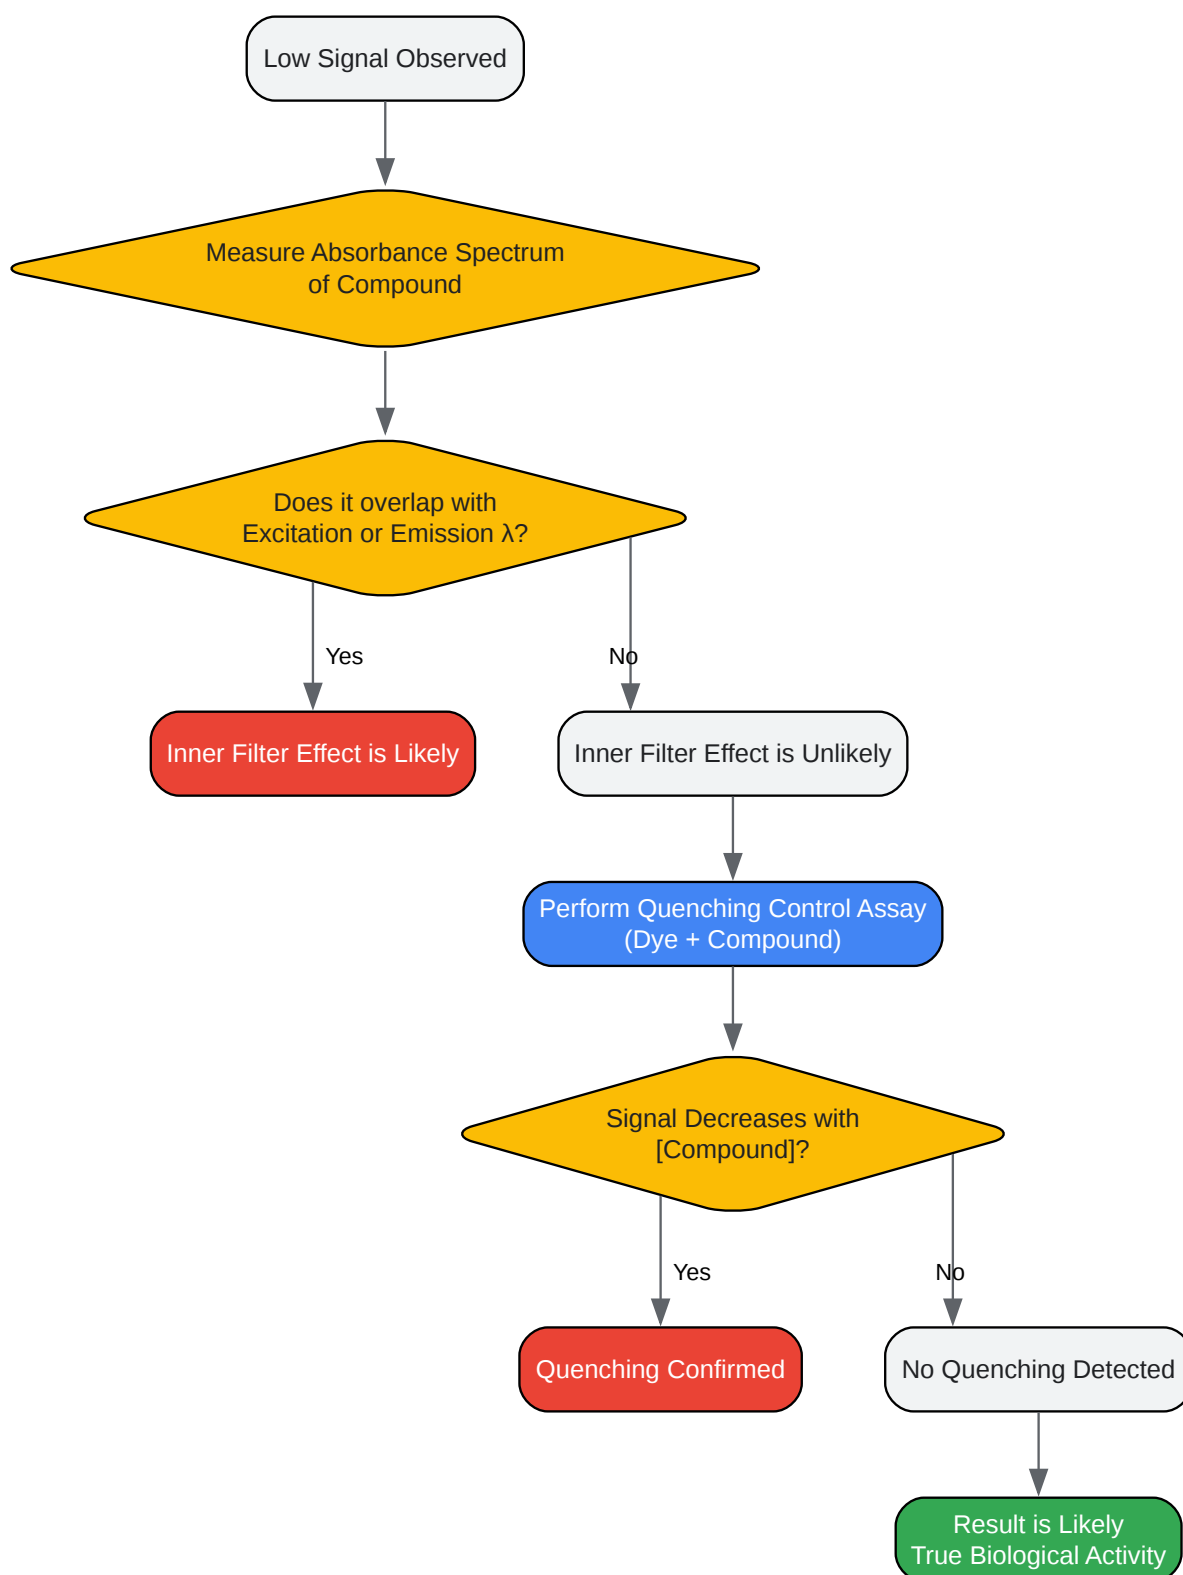 Low Signal Observed
Measure Absorbance Spectrum
of Compound
Does it overlap with
Excitation or Emission λ?
Yes
No
Inner Filter Effect is Likely
Inner Filter Effect is Unlikely
Perform Quenching Control Assay
(Dye + Compound)
Signal Decreases with
[Compound]?
Yes
No
Quenching Confirmed
No Quenching Detected
Result is Likely
True Biological Activity